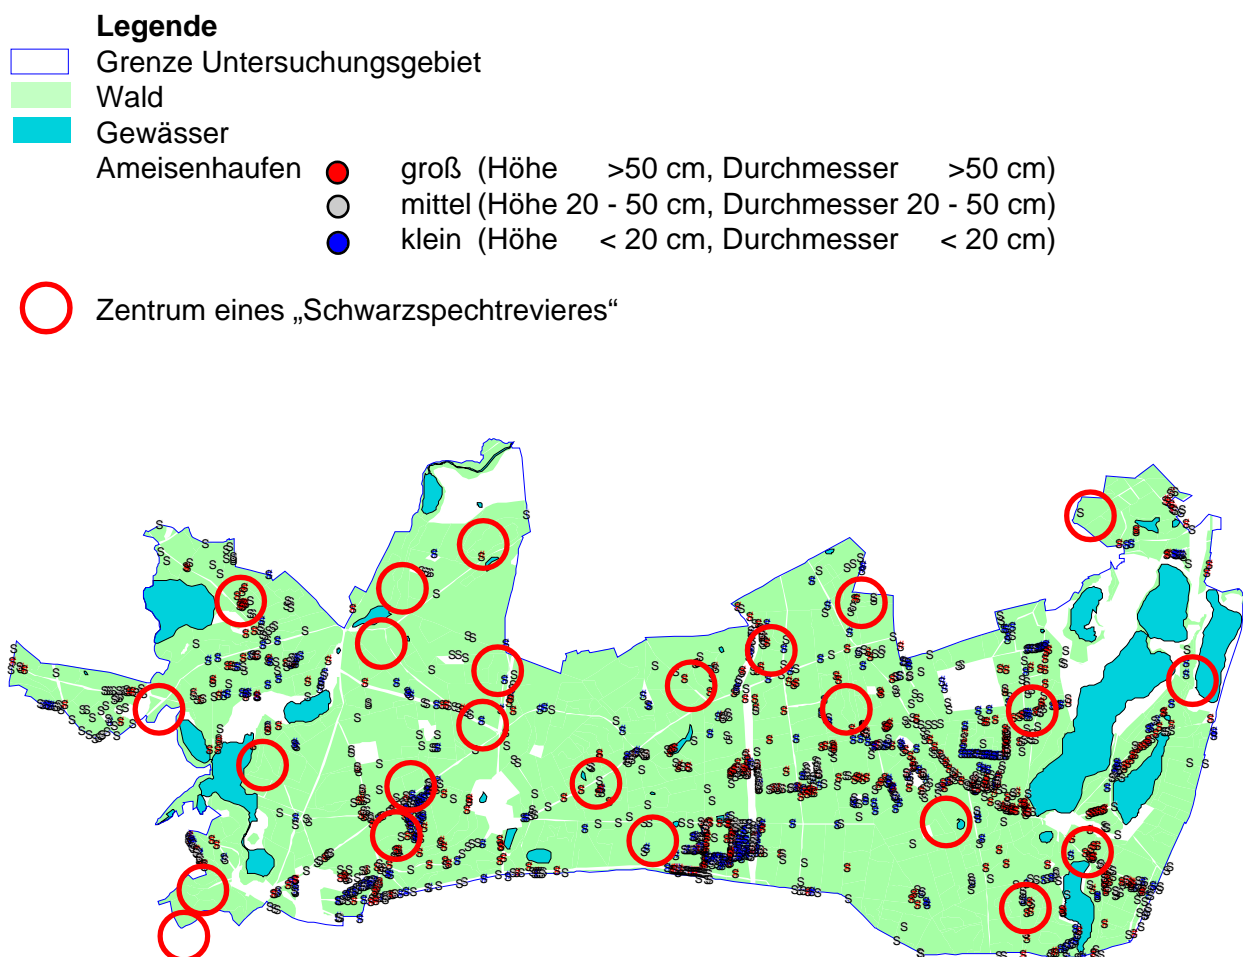 Legende
Grenze Untersuchungsgebiet
Wald
Gewässer
Ameisenhaufen groß (Höhe >50 cm, Durchmesser >50 cm)
mittel (Höhe 20 - 50 cm, Durchmesser 20 - 50 cm)
klein (Höhe < 20 cm, Durchmesser < 20 cm)
Zentrum eines „Schwarzspechtrevieres“